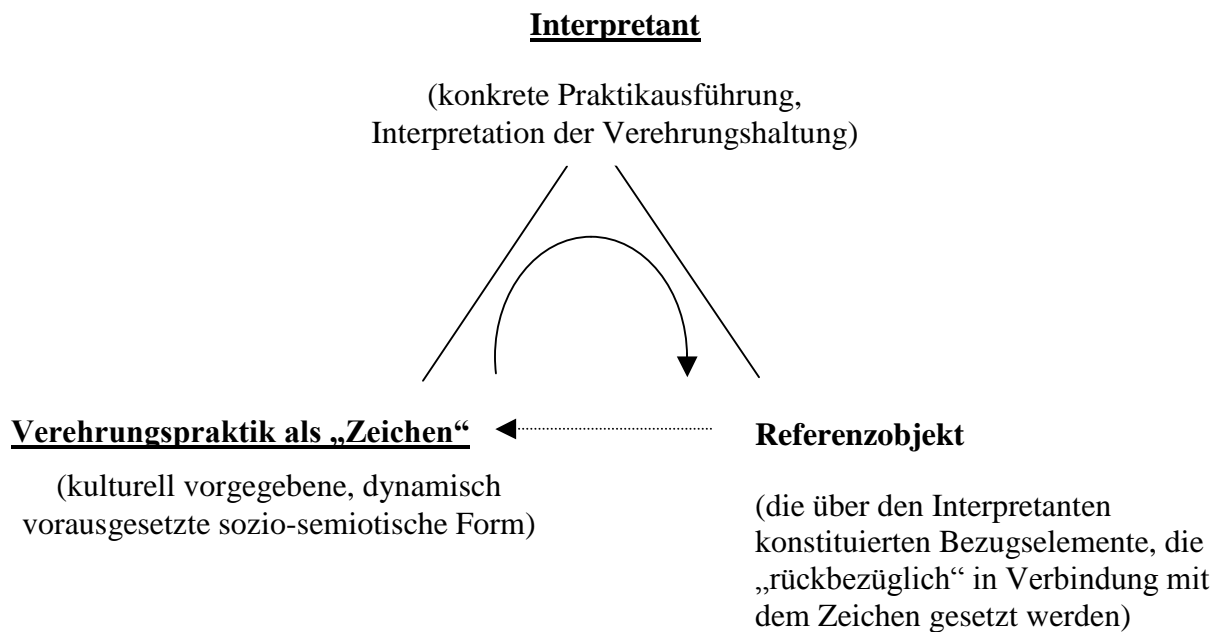 Interpretant
(konkrete Praktikausführung,
Interpretation der Verehrungshaltung)
Verehrungspraktik als „Zeichen“
(kulturell vorgegebene, dynamisch
vorausgesetzte sozio-semiotische Form)
Referenzobjekt
(die über den Interpretanten
konstituierten Bezugselemente, die
„rückbezüglich“ in Verbindung mit
dem Zeichen gesetzt werden)